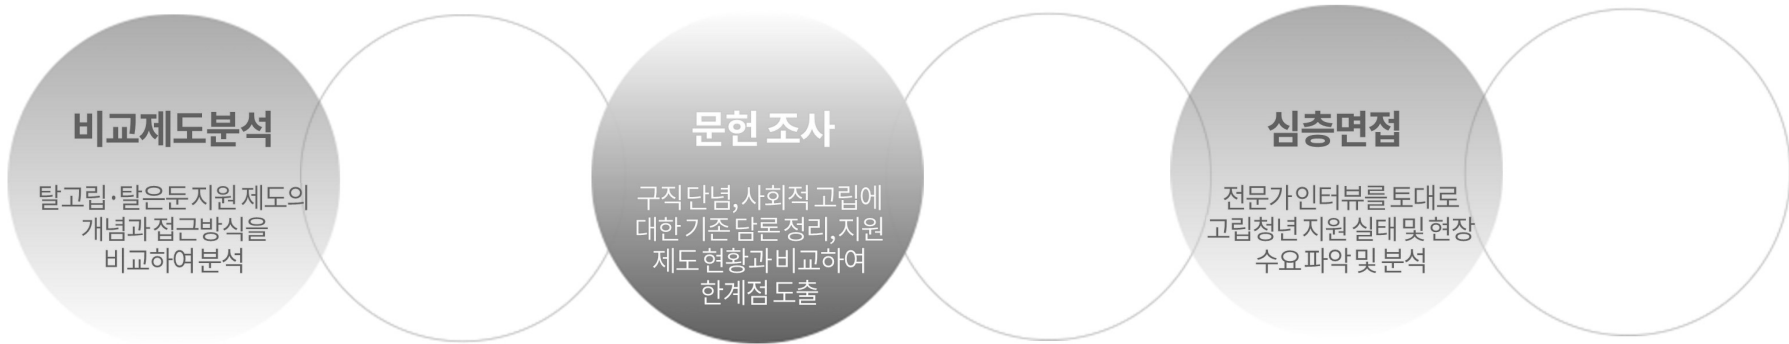 비교제도분석
탈고립·탈은둔 지원 제도의
개념과 접근방식을
비교하여 분석
문헌 조사
구직 단념, 사회적 고립에
대한 기존 담론 정리, 지원
제도 현황과 비교하여
한계점 도출
심층면접
전문가 인터뷰를 토대로
고립청년 지원 실태 및 현장
수요 파악 및 분석